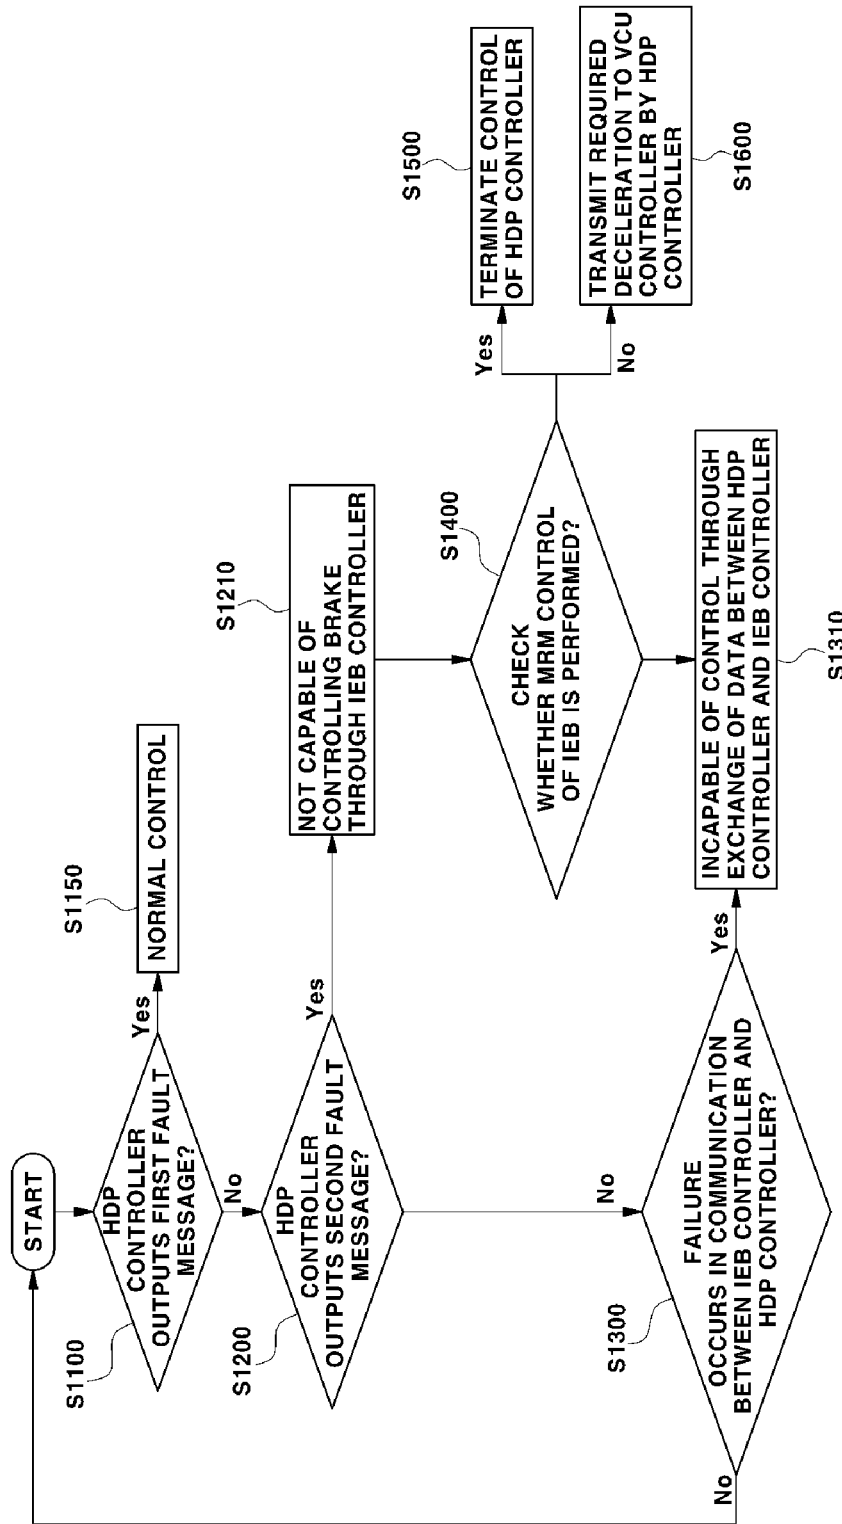 START
S1100
HDP
CONTROLLER
OUTPUTS FIRST FAULT
MESSAGE?
Yes
S1150
NORMAL CONTROL
No
S1200
HDP
CONTROLLER
OUTPUTS SECOND FAULT
MESSAGE?
Yes
S1210
NOT CAPABLE OF
CONTROLLING BRAKE
THROUGH IEB CONTROLLER
S1400
CHECK
WHETHER MRM CONTROL
OF IEB IS PERFORMED?
Yes
S1500
TERMINATE CONTROL
OF HDP CONTROLLER
No
TRANSMIT REQUIRED
DECELERATION TO VCU
CONTROLLER BY HDP
CONTROLLER
S1600
No
S1300
FAILURE
OCCURS IN COMMUNICATION
BETWEEN IEB CONTROLLER AND
HDP CONTROLLER?
No
Yes
INCAPABLE OF CONTROL THROUGH
EXCHANGE OF DATA BETWEEN HDP
CONTROLLER AND IEB CONTROLLER
S1310